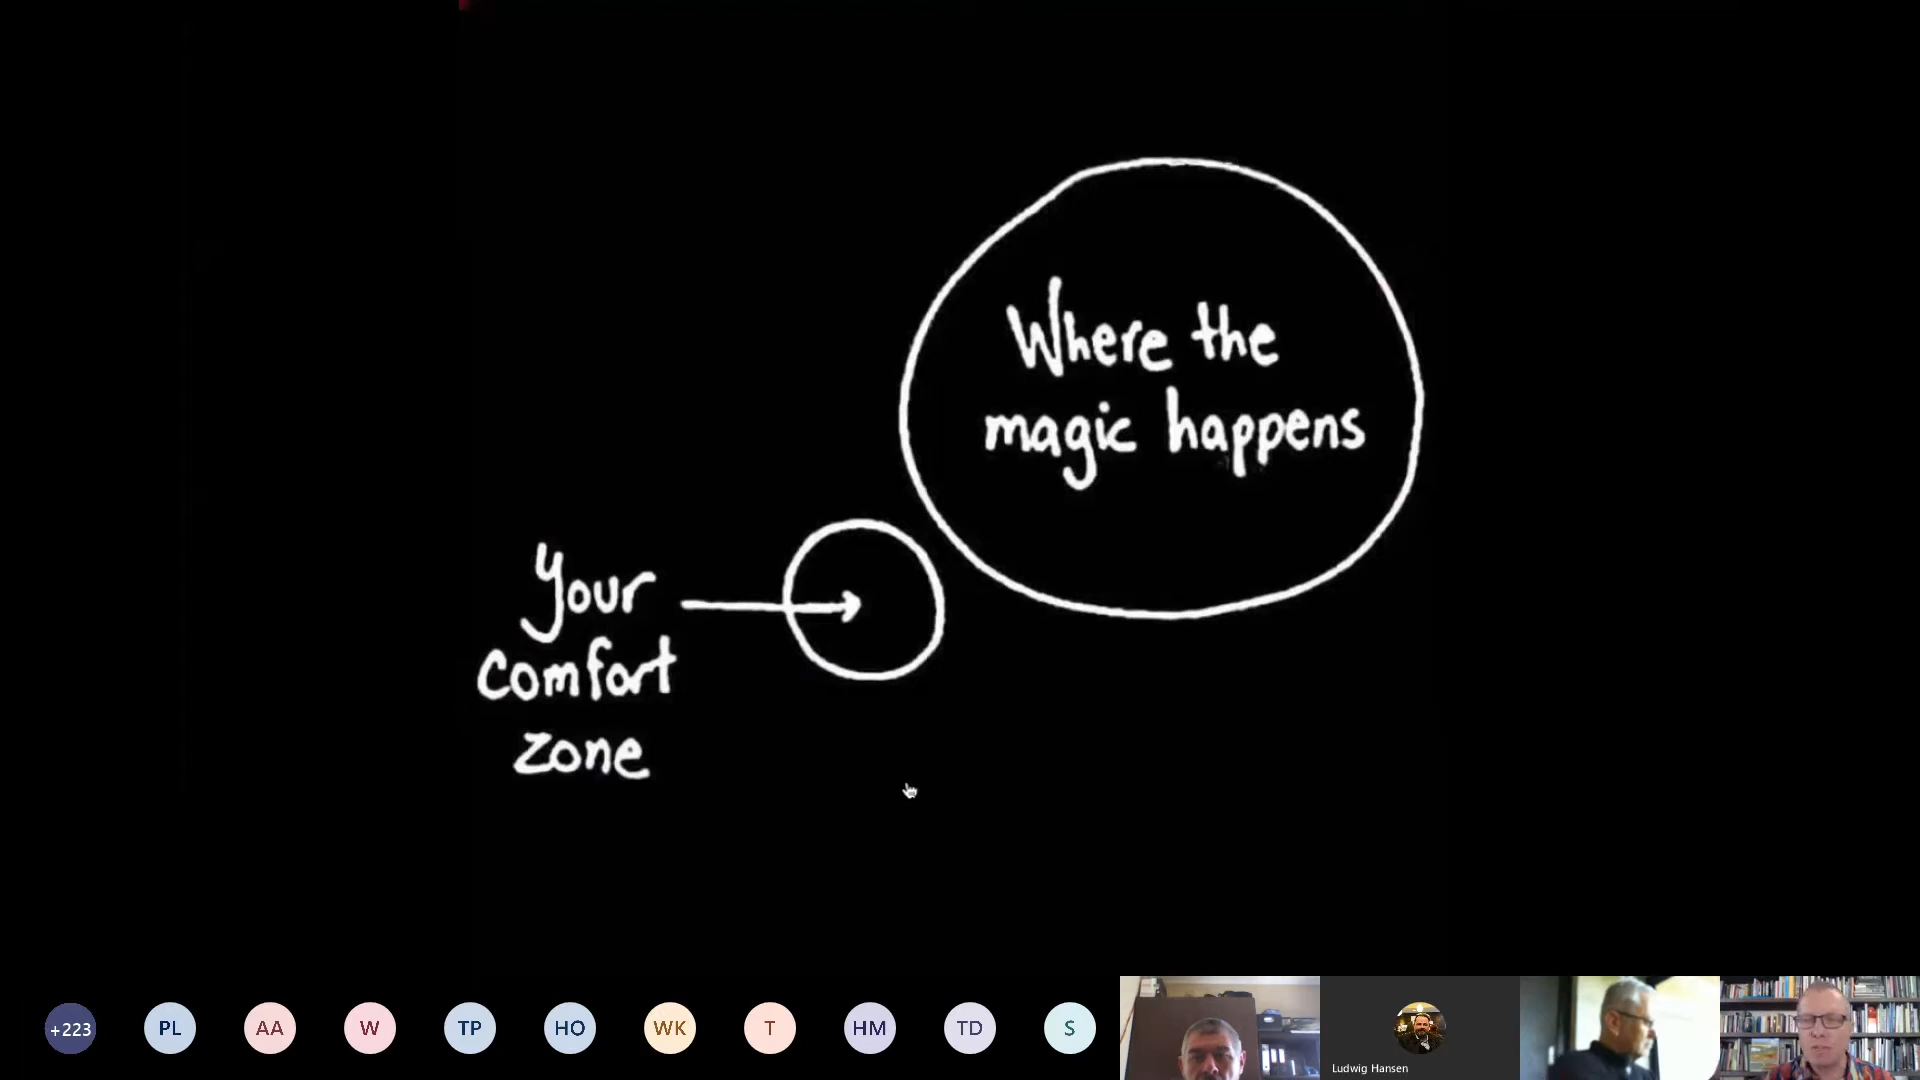 Where the
magic happens
Your
comfort
zone
+223
PL
AA
W
TP
HO
WK
T
HM
TD
S
Ludwig Hansen